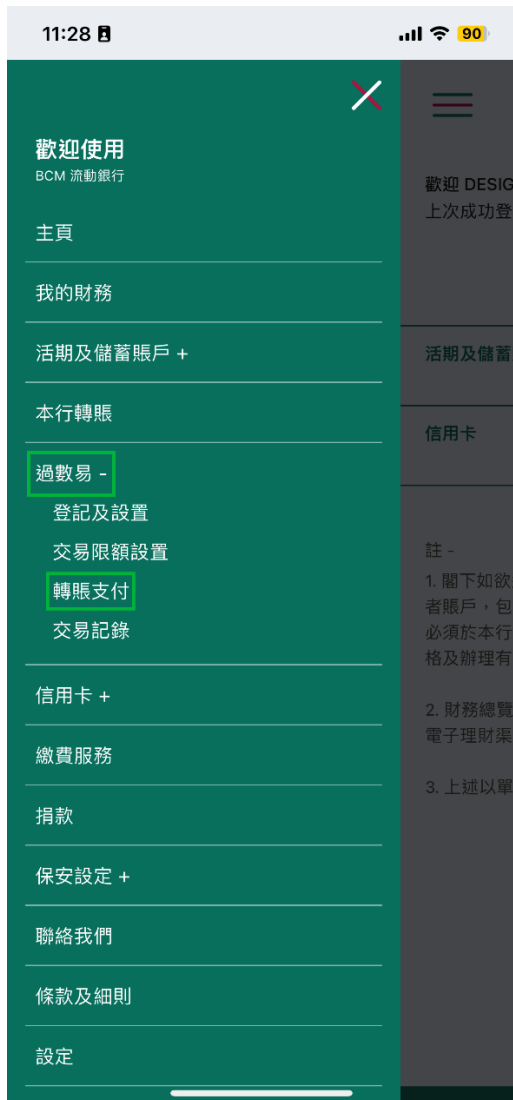 11:28
90
歡迎使用
BCM 流動銀行
主頁
我的財務
活期及儲蓄賬戶 +
本行轉賬
過數易 -
登記及設置
交易限額設置
轉賬支付
交易記錄
信用卡 +
繳費服務
捐款
保安設定 +
聯絡我們
條款及細則
設定
歡迎 DESIG
上次成功登
活期及儲蓄
信用卡
註 -
1. 閣下如欲
者賬戶，包
必須於本行
格及辦理有
2. 財務總覽
電子理財渠
3. 上述以單